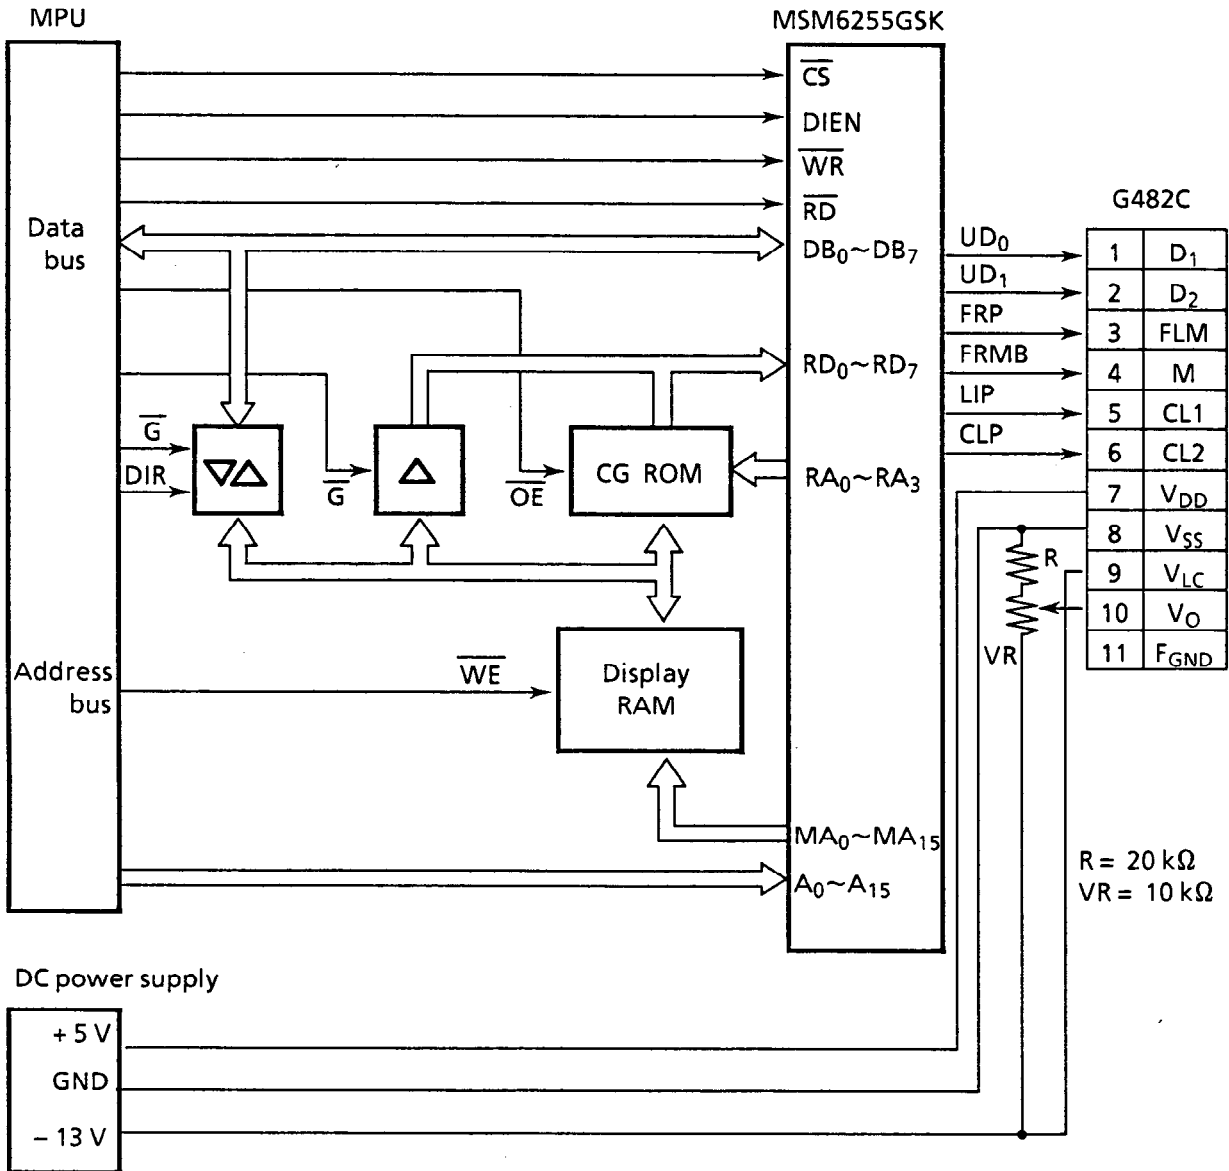 MPU
MSM6255GSK
CS
DIEN
WR
RD
G482C
Data
bus
DB0~DB7
UD0
1 D1
UD1
2 D2
FRP
3 FLM
RD0~RD7
FRMB
4 M
LIP
5 CL1
G
CLP
6 CL2
DIR
G
OE
CG ROM
RA0~RA3
7 VDD
8 VSS
R
9 VLC
10 VO
VR
11 FGND
Address
bus
WE
Display
RAM
MA0~MA15
A0~A15
R = 20 kΩ
VR = 10 kΩ
DC power supply
+ 5 V
GND
– 13 V